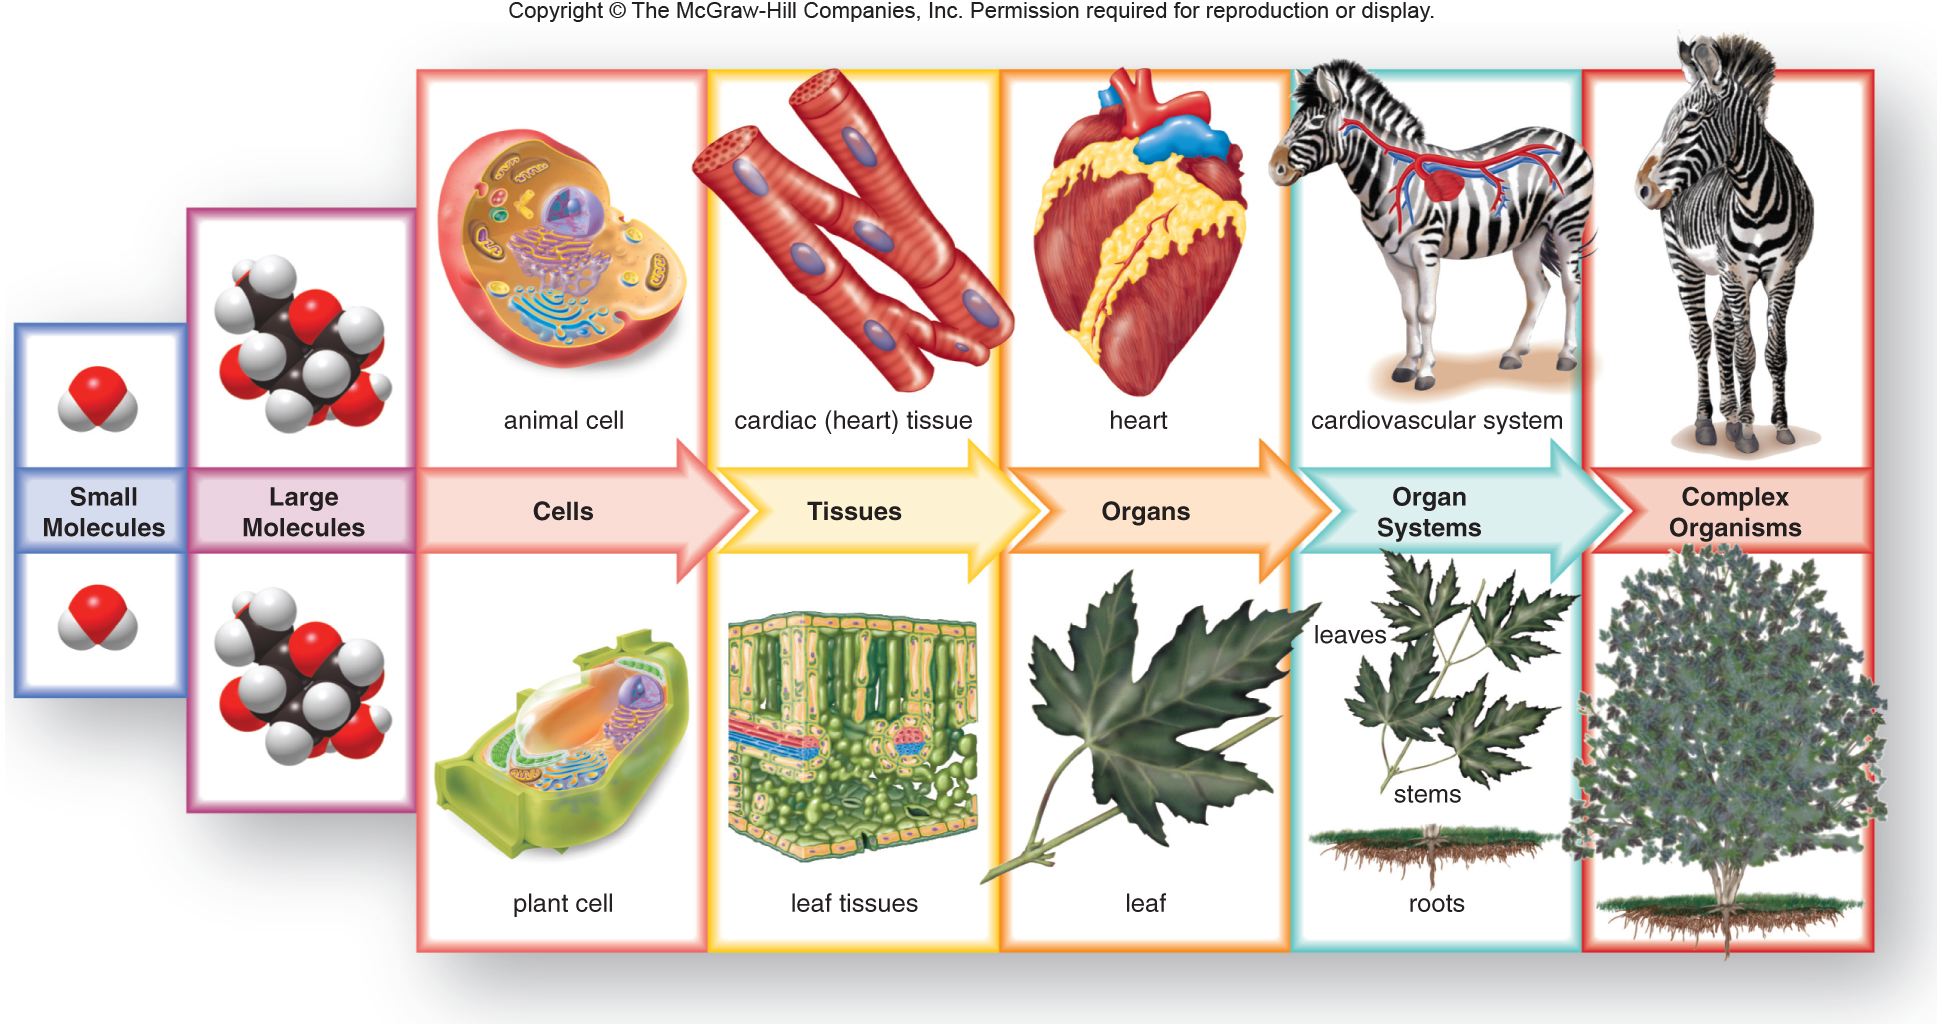 Copyright © The McGraw-Hill Companies, Inc. Permission required for reproduction or display.
animal cell
cardiac (heart) tissue
heart
cardiovascular system
Small
Molecules
Large
Molecules
Cells
Tissues
Organs
Organ
Systems
Complex
Organisms
leaves
stems
plant cell
leaf tissues
leaf
roots